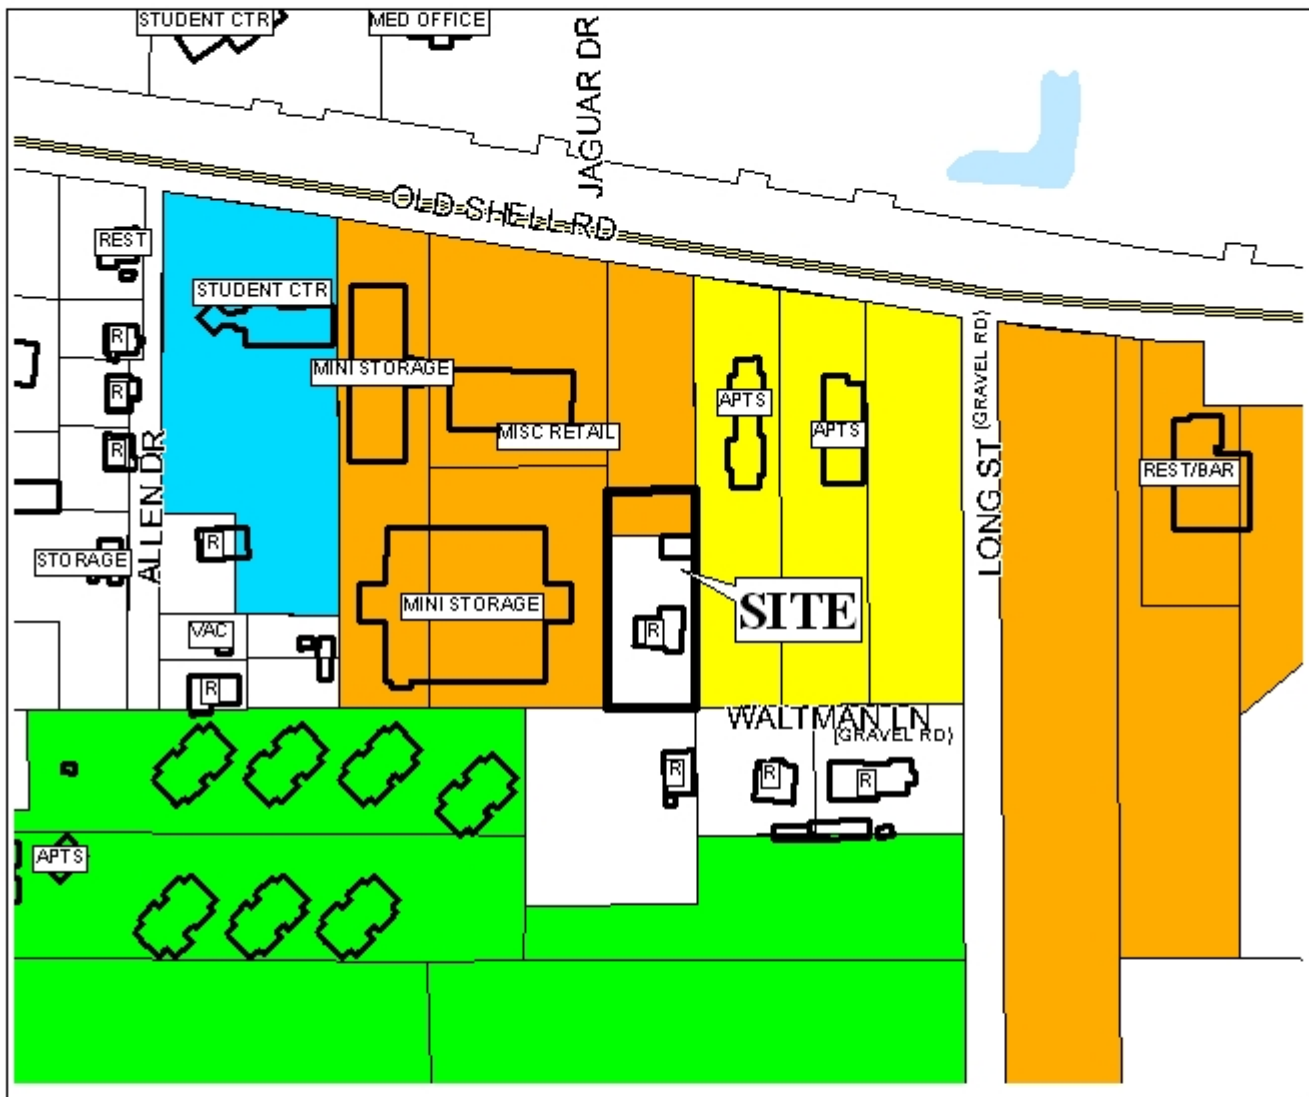 STUDENT CTR
MED OFFICE
JAGUAR DR
OLD SHELL RD
REST
STUDENT CTR
R
MINI STORAGE
R
APTS
MISC RETAIL
APTS
R
LONG ST (GRAVEL RD)
REST/BAR
ALLEN DR
R
STORAGE
MINI STORAGE
SITE
VAC
R
R
WALTMAN LN
(GRAVEL RD)
R
R
R
APTS